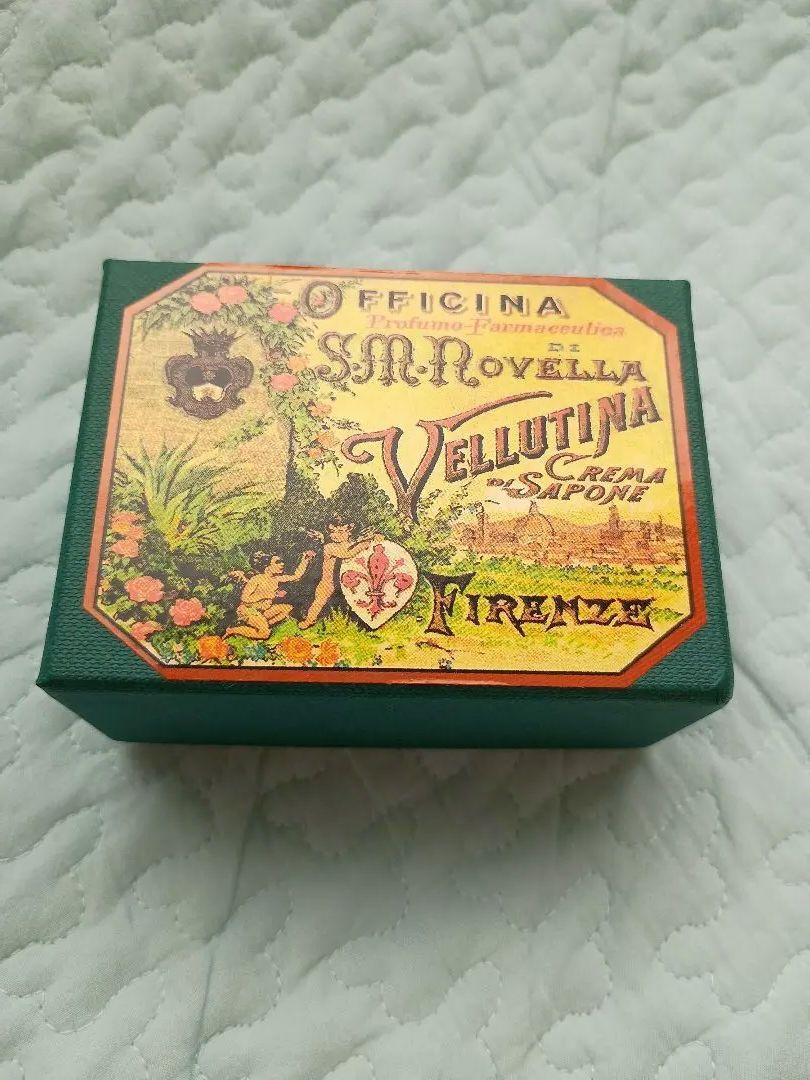 OFFICINA
Profumo-Farmaceutica
DI
S.M.NOVELLA
VELLUTINA
CREMA
DI SAPONE
FIRENZE